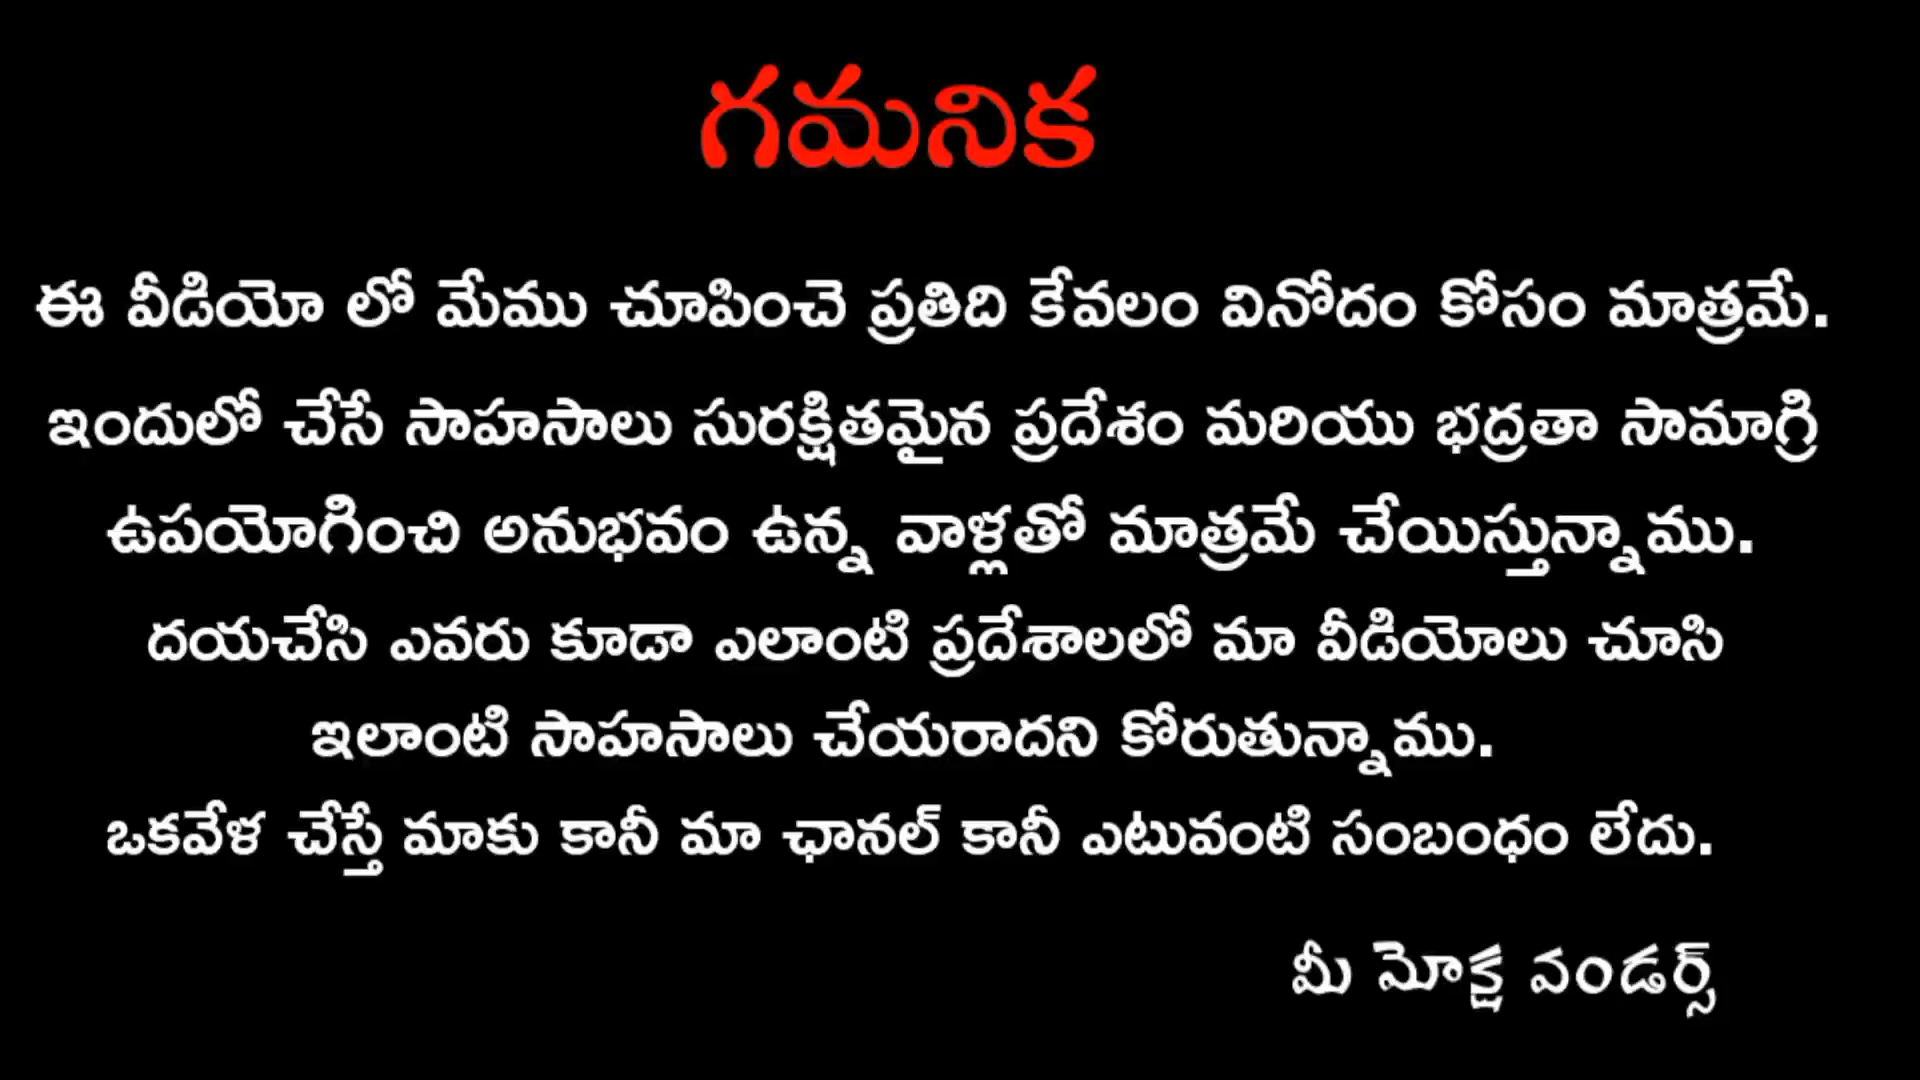 గమనిక
ఈ వీడియో లో మేము చూపించె ప్రతిది కేవలం వినోదం కోసం మాత్రమే.
ఇందులో చేసే సాహసాలు సురక్షితమైన ప్రదేశం మరియు భద్రతా సామాగ్రి
ఉపయోగించి అనుభవం ఉన్న వాళ్లతో మాత్రమే చేయిస్తున్నాము.
దయచేసి ఎవరు కూడా ఎలాంటి ప్రదేశాలలో మా వీడియోలు చూసి
ఇలాంటి సాహసాలు చేయరాదని కోరుతున్నాము.
ఒకవేళ చేస్తే మాకు కానీ మా ఛానల్ కానీ ఎటువంటి సంబంధం లేదు.
మీ మోక్ష వండర్స్